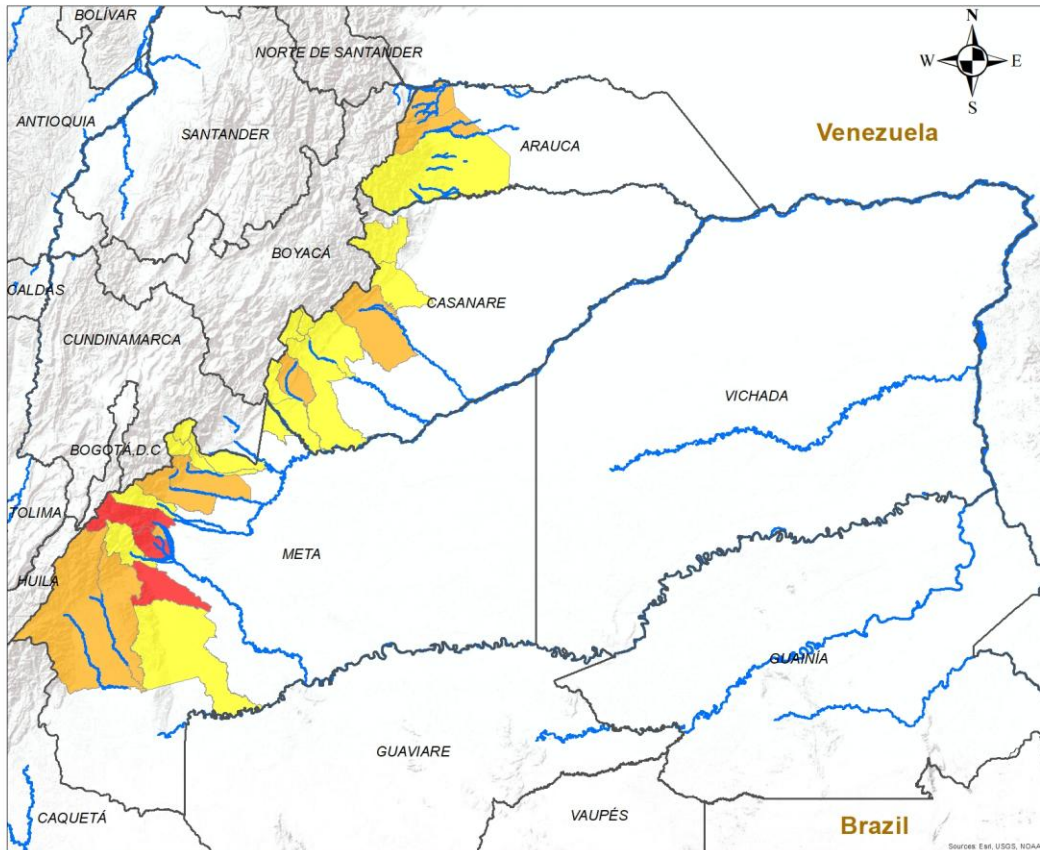 BOLÍVAR
N
NORTE DE SANTANDER
W
E
S
ANTIOQUIA
SANTANDER
Venezuela
ARAUCA
BOYACÁ
CALDAS
CASANARE
CUNDINAMARCA
VICHADA
BOGOTÁ,D.C
TOLIMA
META
HUILA
GUAINÍA
GUAVIARE
CAQUETÁ
VAUPÉS
Brazil
Sources: Esri, USGS, NOAA